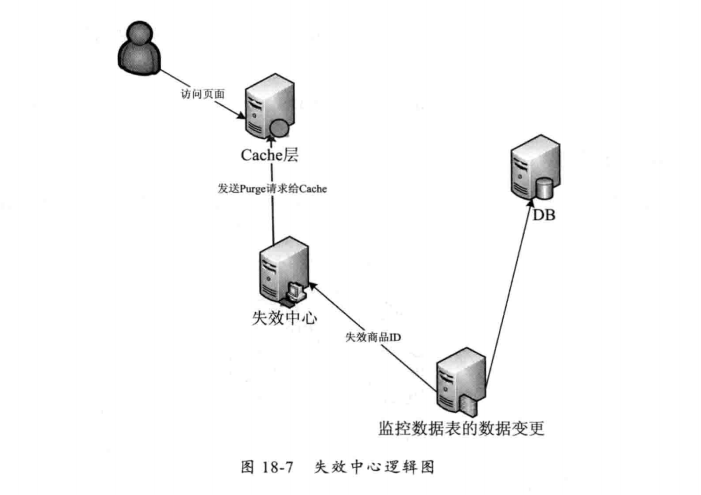 访问页面
Cache层
发送Purge请求给Cache
DB
失效中心
失效商品ID
监控数据表的数据变更
图 18-7 失效中心逻辑图